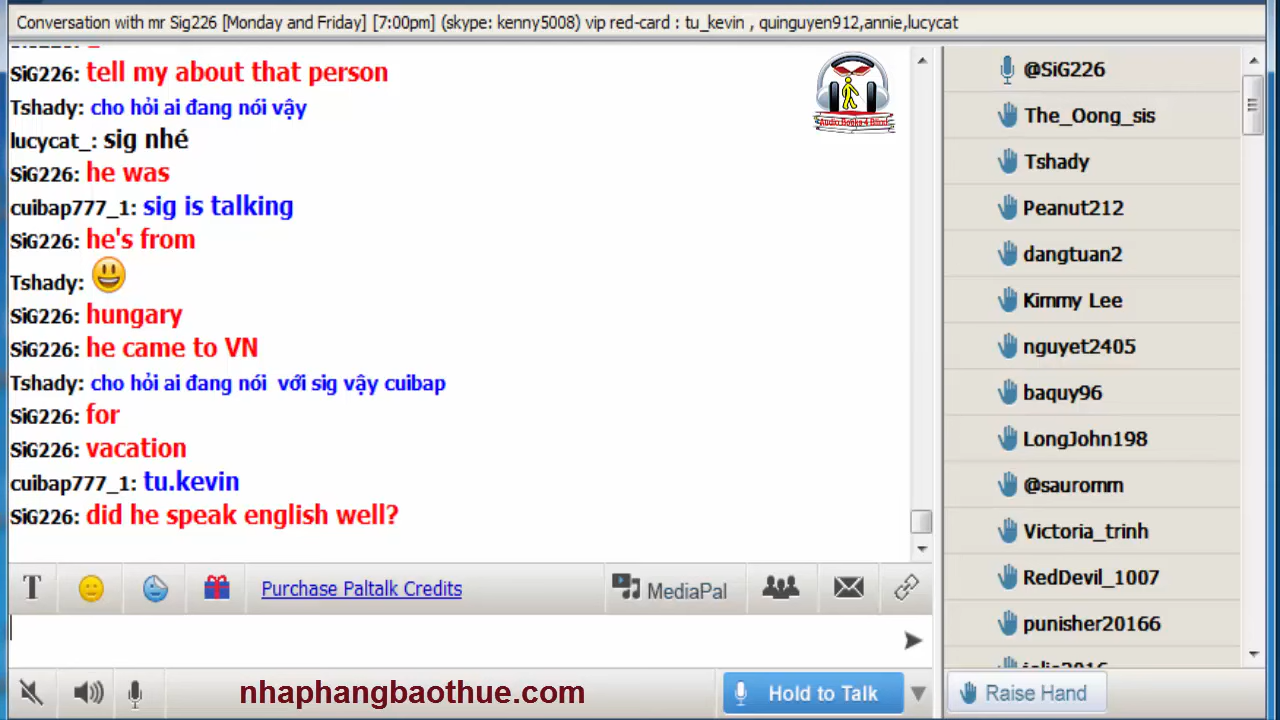 Conversation with mr Sig226 [Monday and Friday] [7:00pm] (skype: kenny5008) vip red-card : tu_kevin , quinguyen912,annie,lucycat
SiG226: tell my about that person
Tshady: cho hỏi ai đang nói vậy
lucycat_: sig nhé
SiG226: he was
cuibap777_1: sig is talking
SiG226: he's from
Tshady:
SiG226: hungary
SiG226: he came to VN
Tshady: cho hỏi ai đang nói với sig vậy cuibap
SiG226: for
SiG226: vacation
cuibap777_1: tu.kevin
SiG226: did he speak english well?
Audio Books 4 Blind
@SiG226
The_Oong_sis
Tshady
Peanut212
dangtuan2
Kimmy Lee
nguyet2405
baquy96
LongJohn198
@sauromm
Victoria_trinh
RedDevil_1007
punisher20166
T
Purchase Paltalk Credits
MediaPal
nhaphangbaothue.com
Hold to Talk
Raise Hand